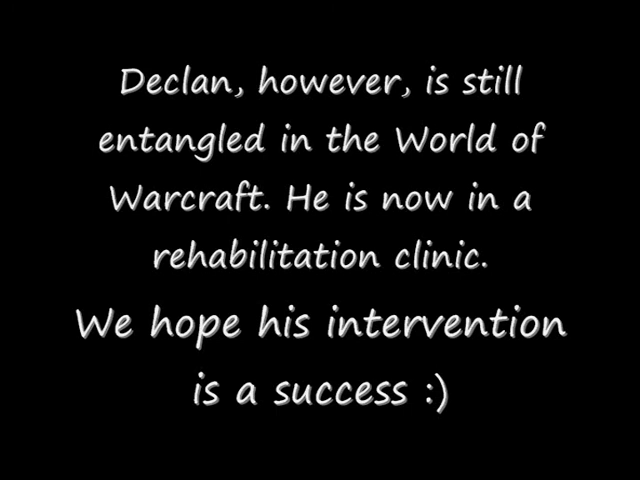 Declan, however, is still
entangled in the World of
Warcraft. He is now in a
rehabilitation clinic.
We hope his intervention
is a success :)